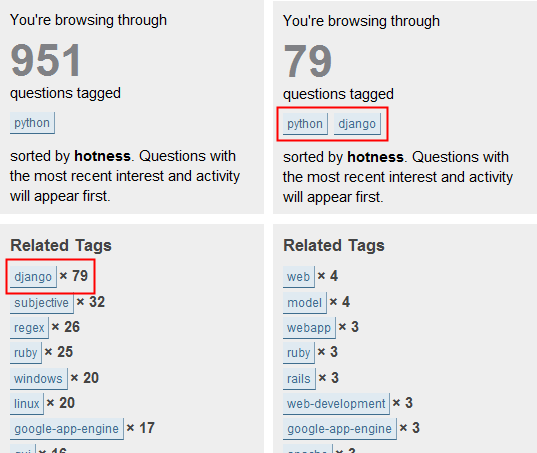 You're browsing through
951
questions tagged
python
sorted by hotness. Questions with
the most recent interest and activity
will appear first.
Related Tags
django × 79
subjective × 32
regex × 26
ruby × 25
windows × 20
linux × 20
google-app-engine × 17
You're browsing through
79
questions tagged
python django
sorted by hotness. Questions with
the most recent interest and activity
will appear first.
Related Tags
web × 4
model × 4
webapp × 3
ruby × 3
rails × 3
web-development × 3
google-app-engine × 3